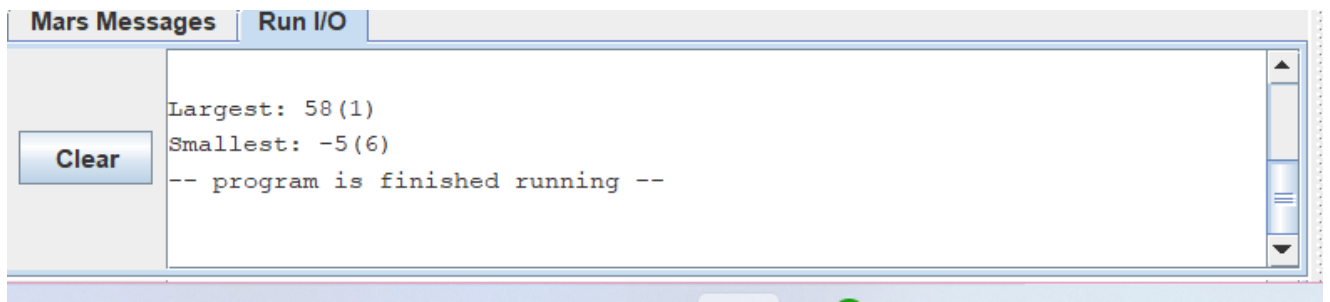 Mars Messages Run I/O
Largest: 58(1)
Smallest: -5(6)
Clear
-- program is finished running --